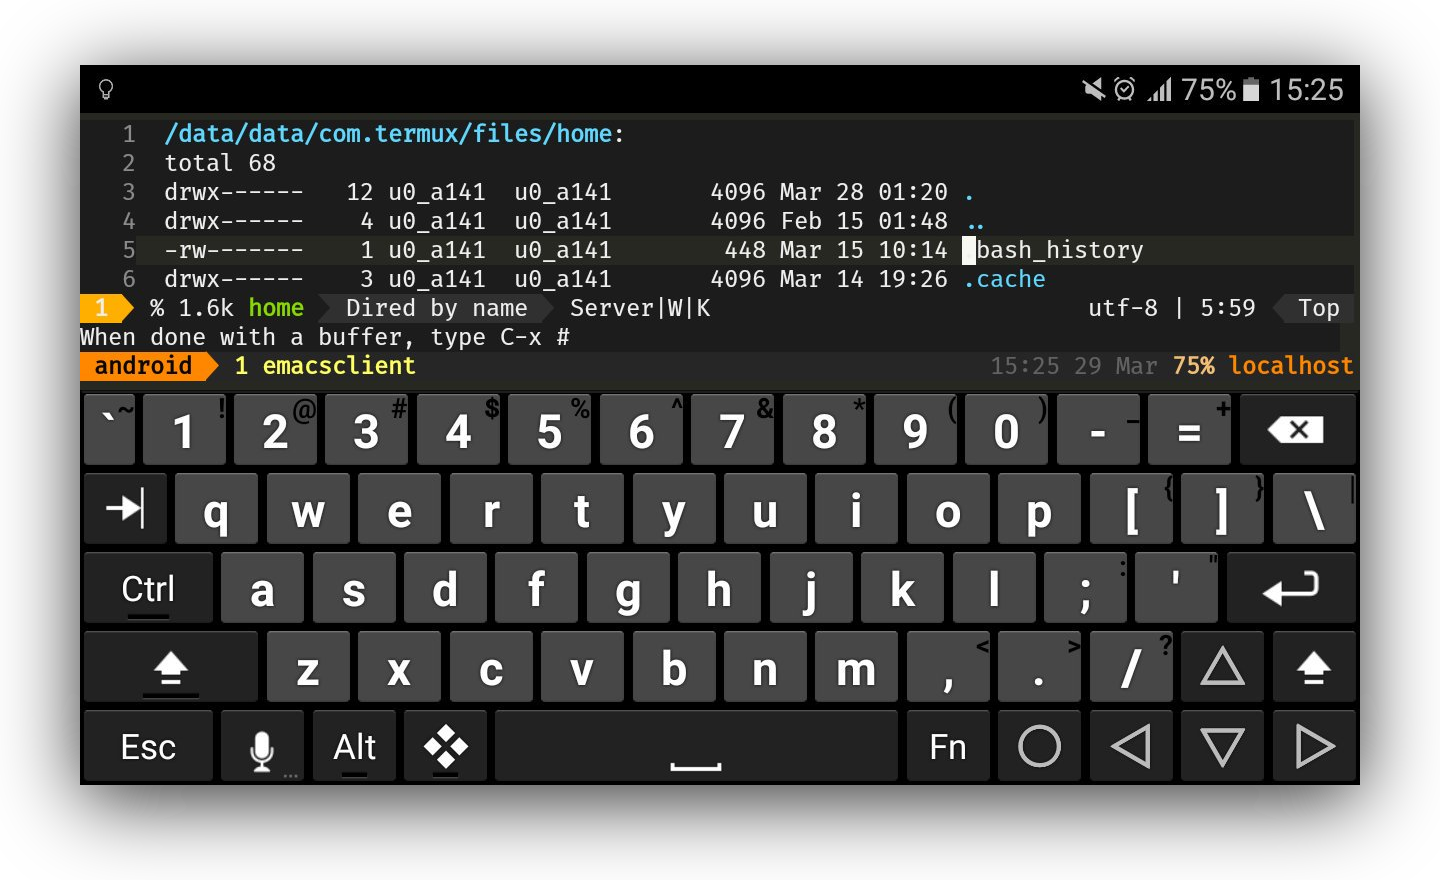 75% 15:25
1 /data/data/com.termux/files/home:
2 total 68
3 drwx------ 12 u0_a141 u0_a141 4096 Mar 28 01:20 .
4 drwx------ 4 u0_a141 u0_a141 4096 Feb 15 01:48 ..
5 -rw------- 1 u0_a141 u0_a141 448 Mar 15 10:14 bash_history
6 drwx------ 3 u0_a141 u0_a141 4096 Mar 14 19:26 .cache
1 % 1.6k home Dired by name Server|W|K utf-8 | 5:59 Top
When done with a buffer, type C-x #
android 1 emacsclient 15:25 29 Mar 75% localhost
` ~ 1 ! 2 @ 3 # 4 $ 5 % 6 ^ 7 & 8 * 9 ( 0 ) - _ = +
q w e r t y u i o p [ { ] } \ |
Ctrl a s d f g h j k l ; : ' "
z x c v b n m , < . > / ?
Esc Alt Fn